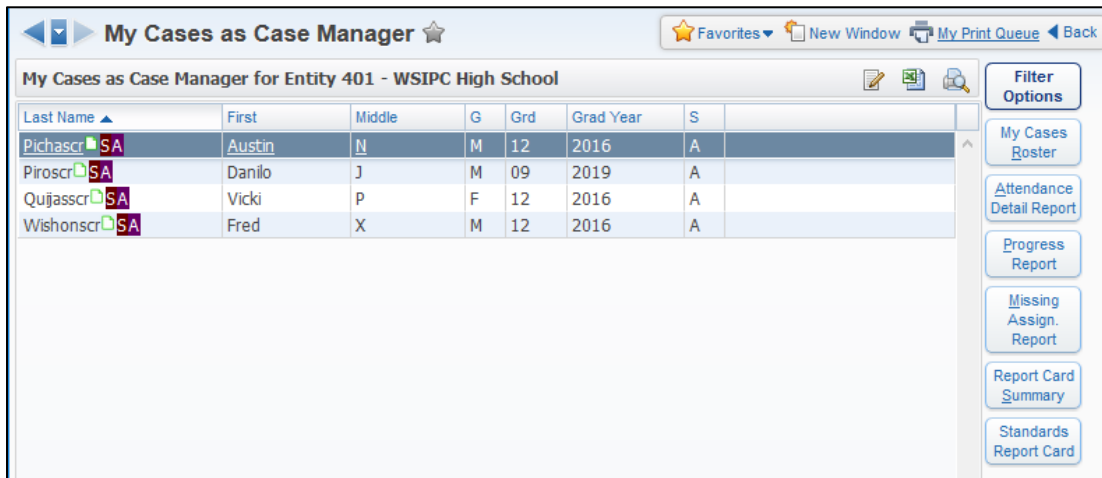 My Cases as Case Manager
Favorites New Window My Print Queue Back
My Cases as Case Manager for Entity 401 - WSIPC High School
Last Name First Middle G Grd Grad Year S
Pichascr SA Austin N M 12 2016 A
Piroscr SA Danilo J M 09 2019 A
Quijasscr SA Vicki P F 12 2016 A
Wishonscr SA Fred X M 12 2016 A
Filter
Options
My Cases
Roster
Attendance
Detail Report
Progress
Report
Missing
Assign.
Report
Report Card
Summary
Standards
Report Card